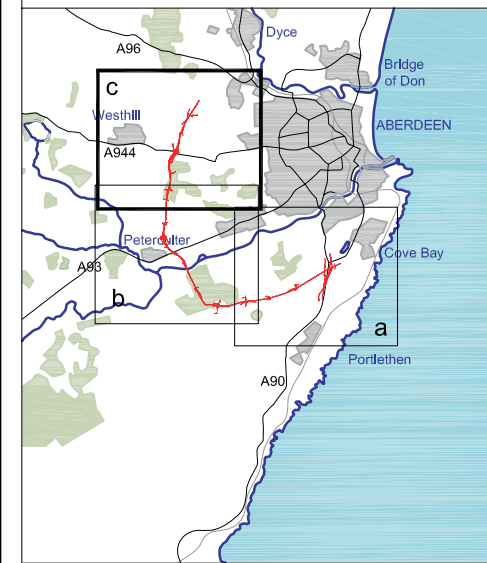 Dyce
A96
Bridge
of Don
c
Westhill
ABERDEEN
A944
Peterculter
Cove Bay
A93
b
a
Portlethen
A90